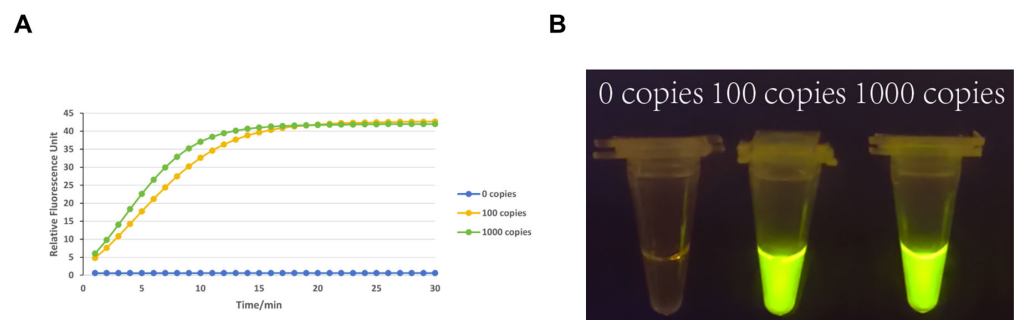 A
B
45
40
35
30
25
20
15
10
5
0
Relative Fluorescence Unit
0 5 10 15 20 25 30
Time/min
0 copies
100 copies
1000 copies
0 copies 100 copies 1000 copies